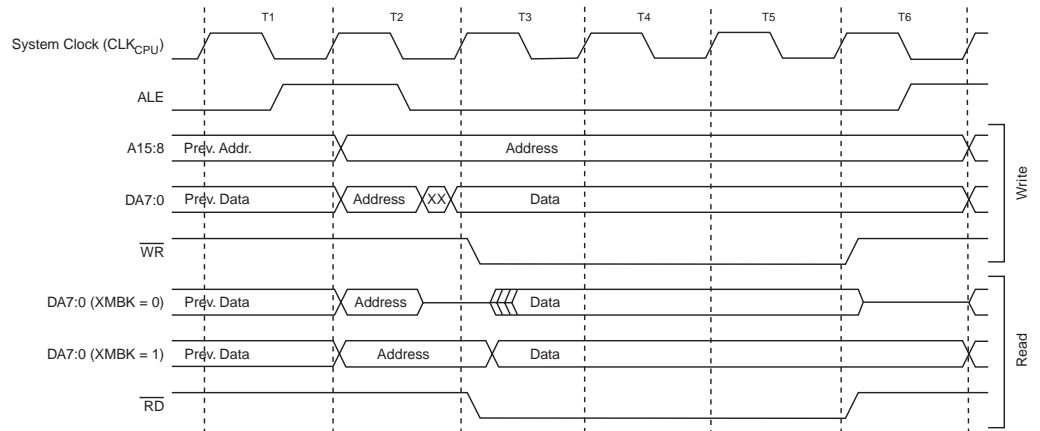 T1 T2 T3 T4 T5 T6
System Clock (CLKCPU)
ALE
A15:8 Prev. Addr. Address
DA7:0 Prev. Data Address XX Data
WR
Write
DA7:0 (XMBK = 0) Prev. Data Address Data
DA7:0 (XMBK = 1) Prev. Data Address Data
RD
Read